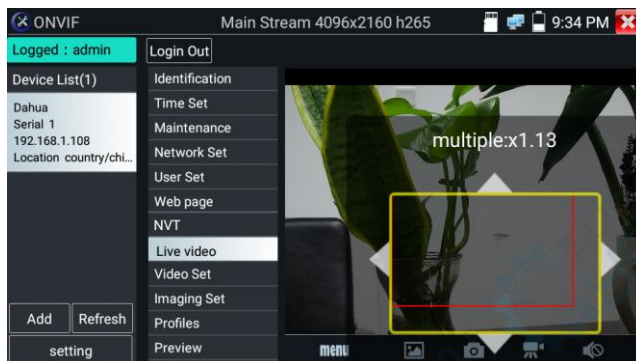 ONVIF
Main Stream 4096x2160 h265
9:34 PM
Logged : admin
Login Out
Device List(1)
Dahua
Serial 1
192.168.1.108
Location country/chi...
Add
Refresh
setting
Identification
Time Set
Maintenance
Network Set
User Set
Web page
NVT
Live video
Video Set
Imaging Set
Profiles
Preview
multiple:x1.13
menu